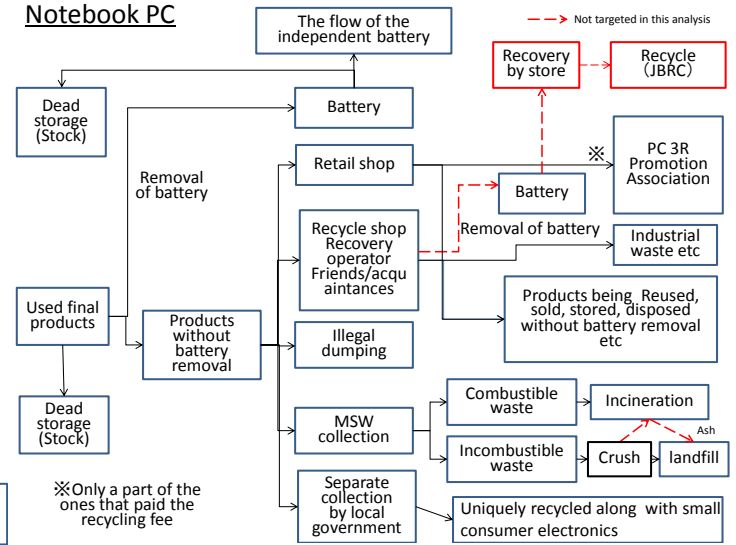 Notebook PC
The flow of the
independent battery
Not targeted in this analysis
Recovery
by store
Recycle
（JBRC）
Dead
storage
(Stock)
Battery
Removal
of battery
Retail shop
※
PC 3R
Promotion
Association
Battery
Removal of battery
Recycle shop
Recovery
operator
Friends/acqu
aintances
Industrial
waste etc
Used final
products
Products
without
battery
removal
Illegal
dumping
Products being Reused,
sold, stored, disposed
without battery removal
etc
Dead
storage
(Stock)
MSW
collection
Combustible
waste
Incineration
Ash
Incombustible
waste
Crush
landfill
※Only a part of the
ones that paid the
recycling fee
Separate
collection
by local
government
Uniquely recycled along with small
consumer electronics